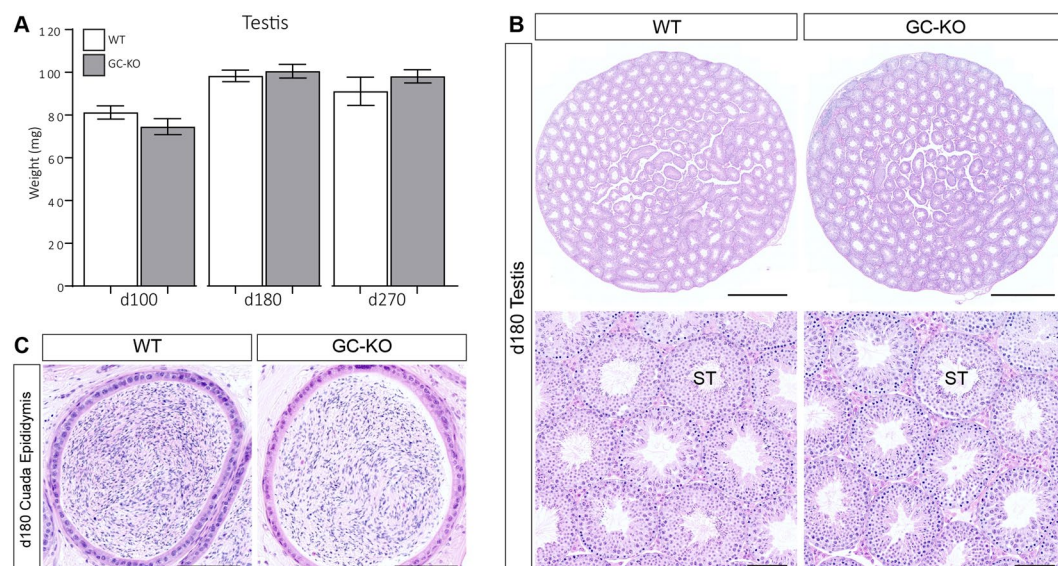 A
Testis
WT
GC-KO
Weight (mg)
120
100
80
60
40
20
0
d100
d180
d270
B
WT
GC-KO
d180 Testis
ST
ST
C
WT
GC-KO
d180 Cuada Epididymis